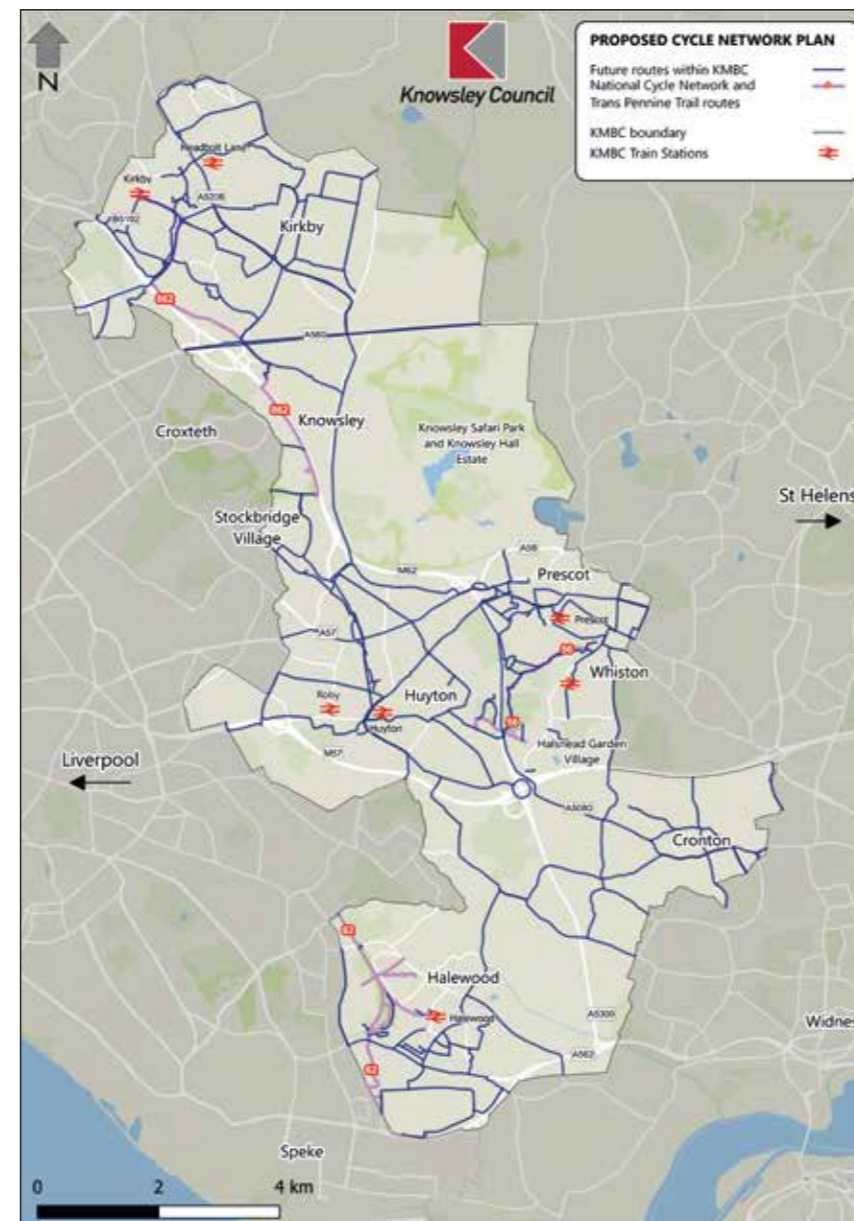 N
Knowsley Council
PROPOSED CYCLE NETWORK PLAN
Future routes within KMBC
National Cycle Network and
Trans Pennine Trail routes
KMBC boundary
KMBC Train Stations
Headbolt Lane
Kirkby
A5208
Kirkby
862
A580
862
Knowsley
Croxteth
Knowsley Safari Park
and Knowsley Hall
Estate
St Helens
Stockbridge
Village
M62
A58
Prescot
Prescot
A57
56
Whiston
Roby
Huyton
Huyton
56
Halsnead Garden
Village
Liverpool
A5080
Cronton
62
Halewood
Halewood
A5300
Widnes
A562
62
Speke
0 2 4 km